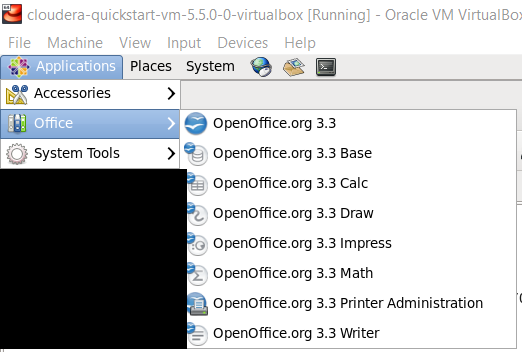 cloudera-quickstart-vm-5.5.0-0-virtualbox [Running] - Oracle VM VirtualBox
File Machine View Input Devices Help
Applications Places System
Accessories
Office
System Tools
OpenOffice.org 3.3
OpenOffice.org 3.3 Base
OpenOffice.org 3.3 Calc
OpenOffice.org 3.3 Draw
OpenOffice.org 3.3 Impress
OpenOffice.org 3.3 Math
OpenOffice.org 3.3 Printer Administration
OpenOffice.org 3.3 Writer